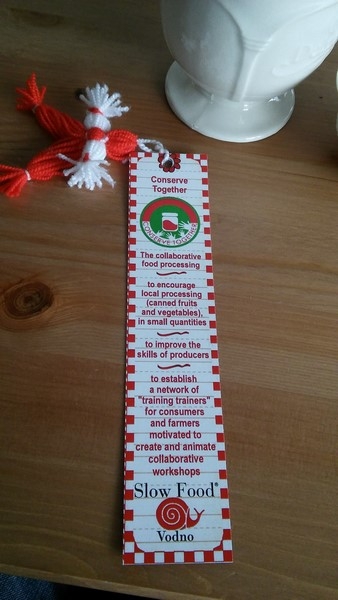 Conserve
Together
CONSERVE TOGETHER
The collaborative
food processing
to encourage
local processing
(canned fruits
and vegetables),
in small quantities
to improve the
skills of producers
to establish
a network of
"training trainers"
for consumers
and farmers
motivated to
create and animate
collaborative
workshops
Slow Food®
Vodno